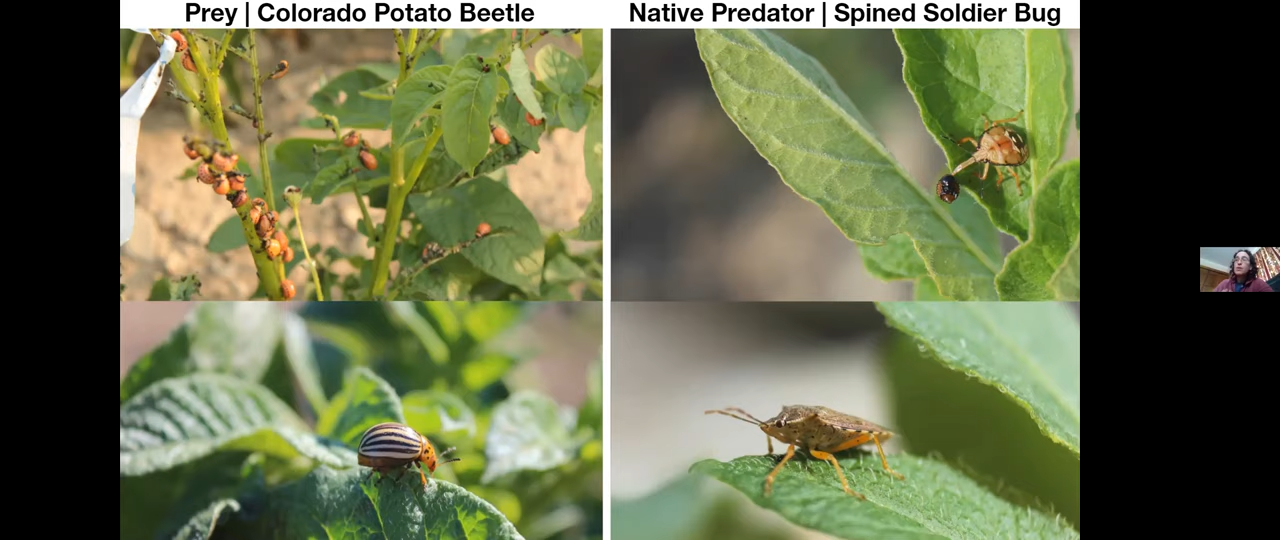 Prey | Colorado Potato Beetle
Native Predator | Spined Soldier Bug